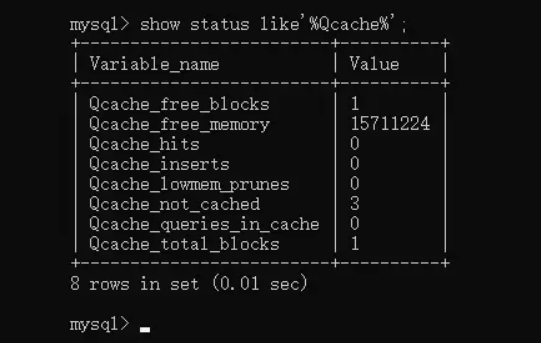 mysql> show status like'%Qcache%';
+-------------------------+----------+
| Variable_name           | Value    |
+-------------------------+----------+
| Qcache_free_blocks      | 1        |
| Qcache_free_memory      | 15711224 |
| Qcache_hits             | 0        |
| Qcache_inserts          | 0        |
| Qcache_lowmem_prunes    | 0        |
| Qcache_not_cached       | 3        |
| Qcache_queries_in_cache | 0        |
| Qcache_total_blocks     | 1        |
+-------------------------+----------+
8 rows in set (0.01 sec)
mysql> _